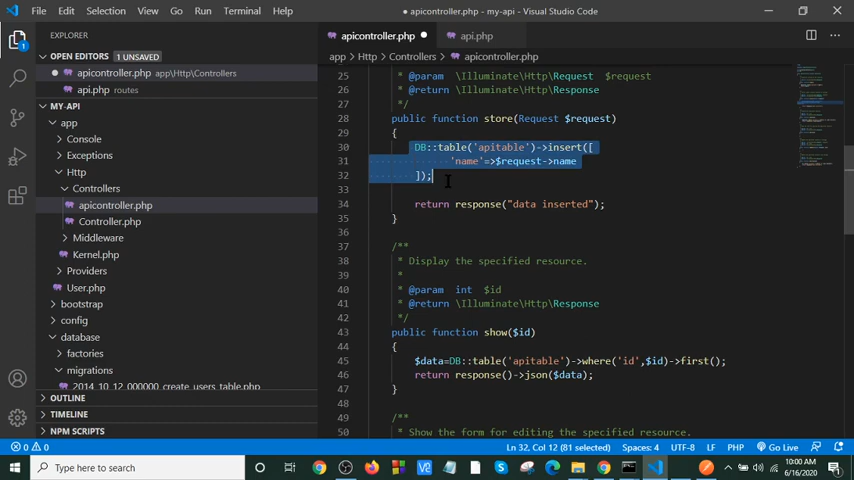 File Edit Selection View Go Run Terminal Help
● apicontroller.php - my-api - Visual Studio Code
EXPLORER
OPEN EDITORS 1 UNSAVED
● apicontroller.php app\Http\Controllers
api.php routes
MY-API
app
Console
Exceptions
Http
Controllers
apicontroller.php
Controller.php
Middleware
Kernel.php
Providers
User.php
bootstrap
config
database
factories
migrations
2014_10_12_000000_create_users_table.php
OUTLINE
TIMELINE
NPM SCRIPTS
apicontroller.php ● api.php
app > Http > Controllers > apicontroller.php
25 * @param \Illuminate\Http\Request $request
26 * @return \Illuminate\Http\Response
27 */
28 public function store(Request $request)
29 {
30 DB::table('apitable')->insert([
31 'name'=>$request->name
32 ]);
33
34 return response("data inserted");
35 }
36
37 /**
38 * Display the specified resource.
39 *
40 * @param int $id
41 * @return \Illuminate\Http\Response
42 */
43 public function show($id)
44 {
45 $data=DB::table('apitable')->where('id',$id)->first();
46 return response()->json($data);
47 }
48
49 /**
50 * Show the form for editing the specified resource.
0 0 Ln 32, Col 12 (81 selected) Spaces: 4 UTF-8 LF PHP Go Live
Type here to search
10:00 AM
6/16/2020